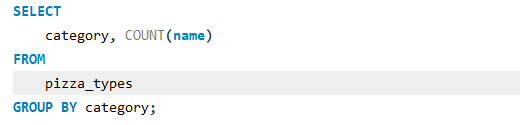 SELECT
    category, COUNT(name)
FROM
    pizza_types
GROUP BY category;